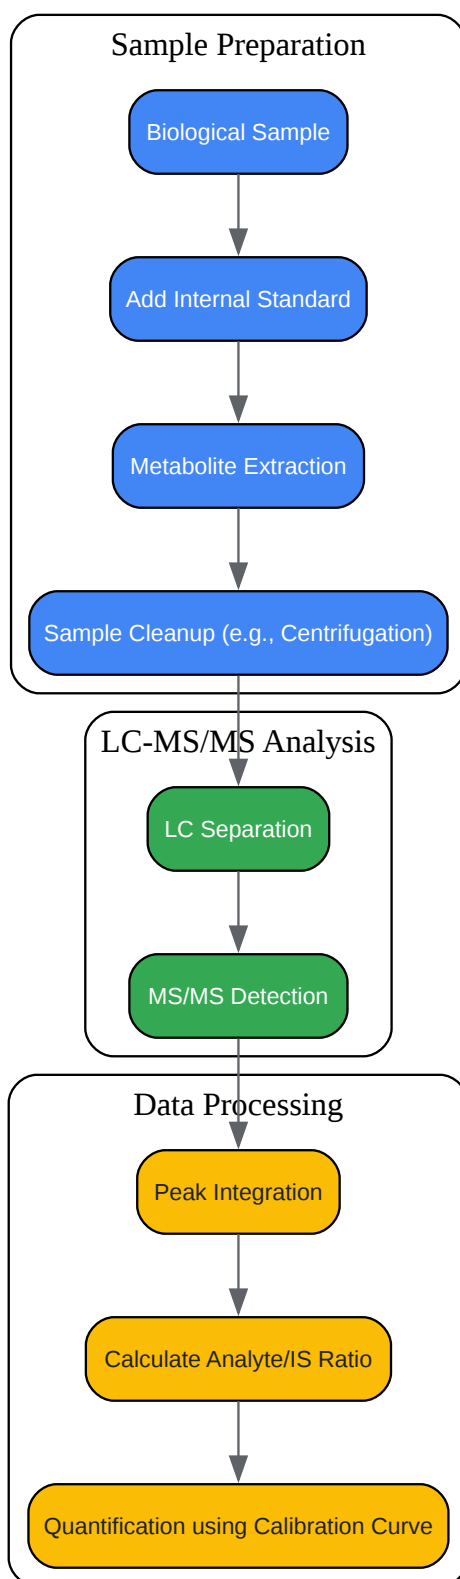 Sample Preparation
Biological Sample
Add Internal Standard
Metabolite Extraction
Sample Cleanup (e.g., Centrifugation)
LC-MS/MS Analysis
LC Separation
MS/MS Detection
Data Processing
Peak Integration
Calculate Analyte/IS Ratio
Quantification using Calibration Curve